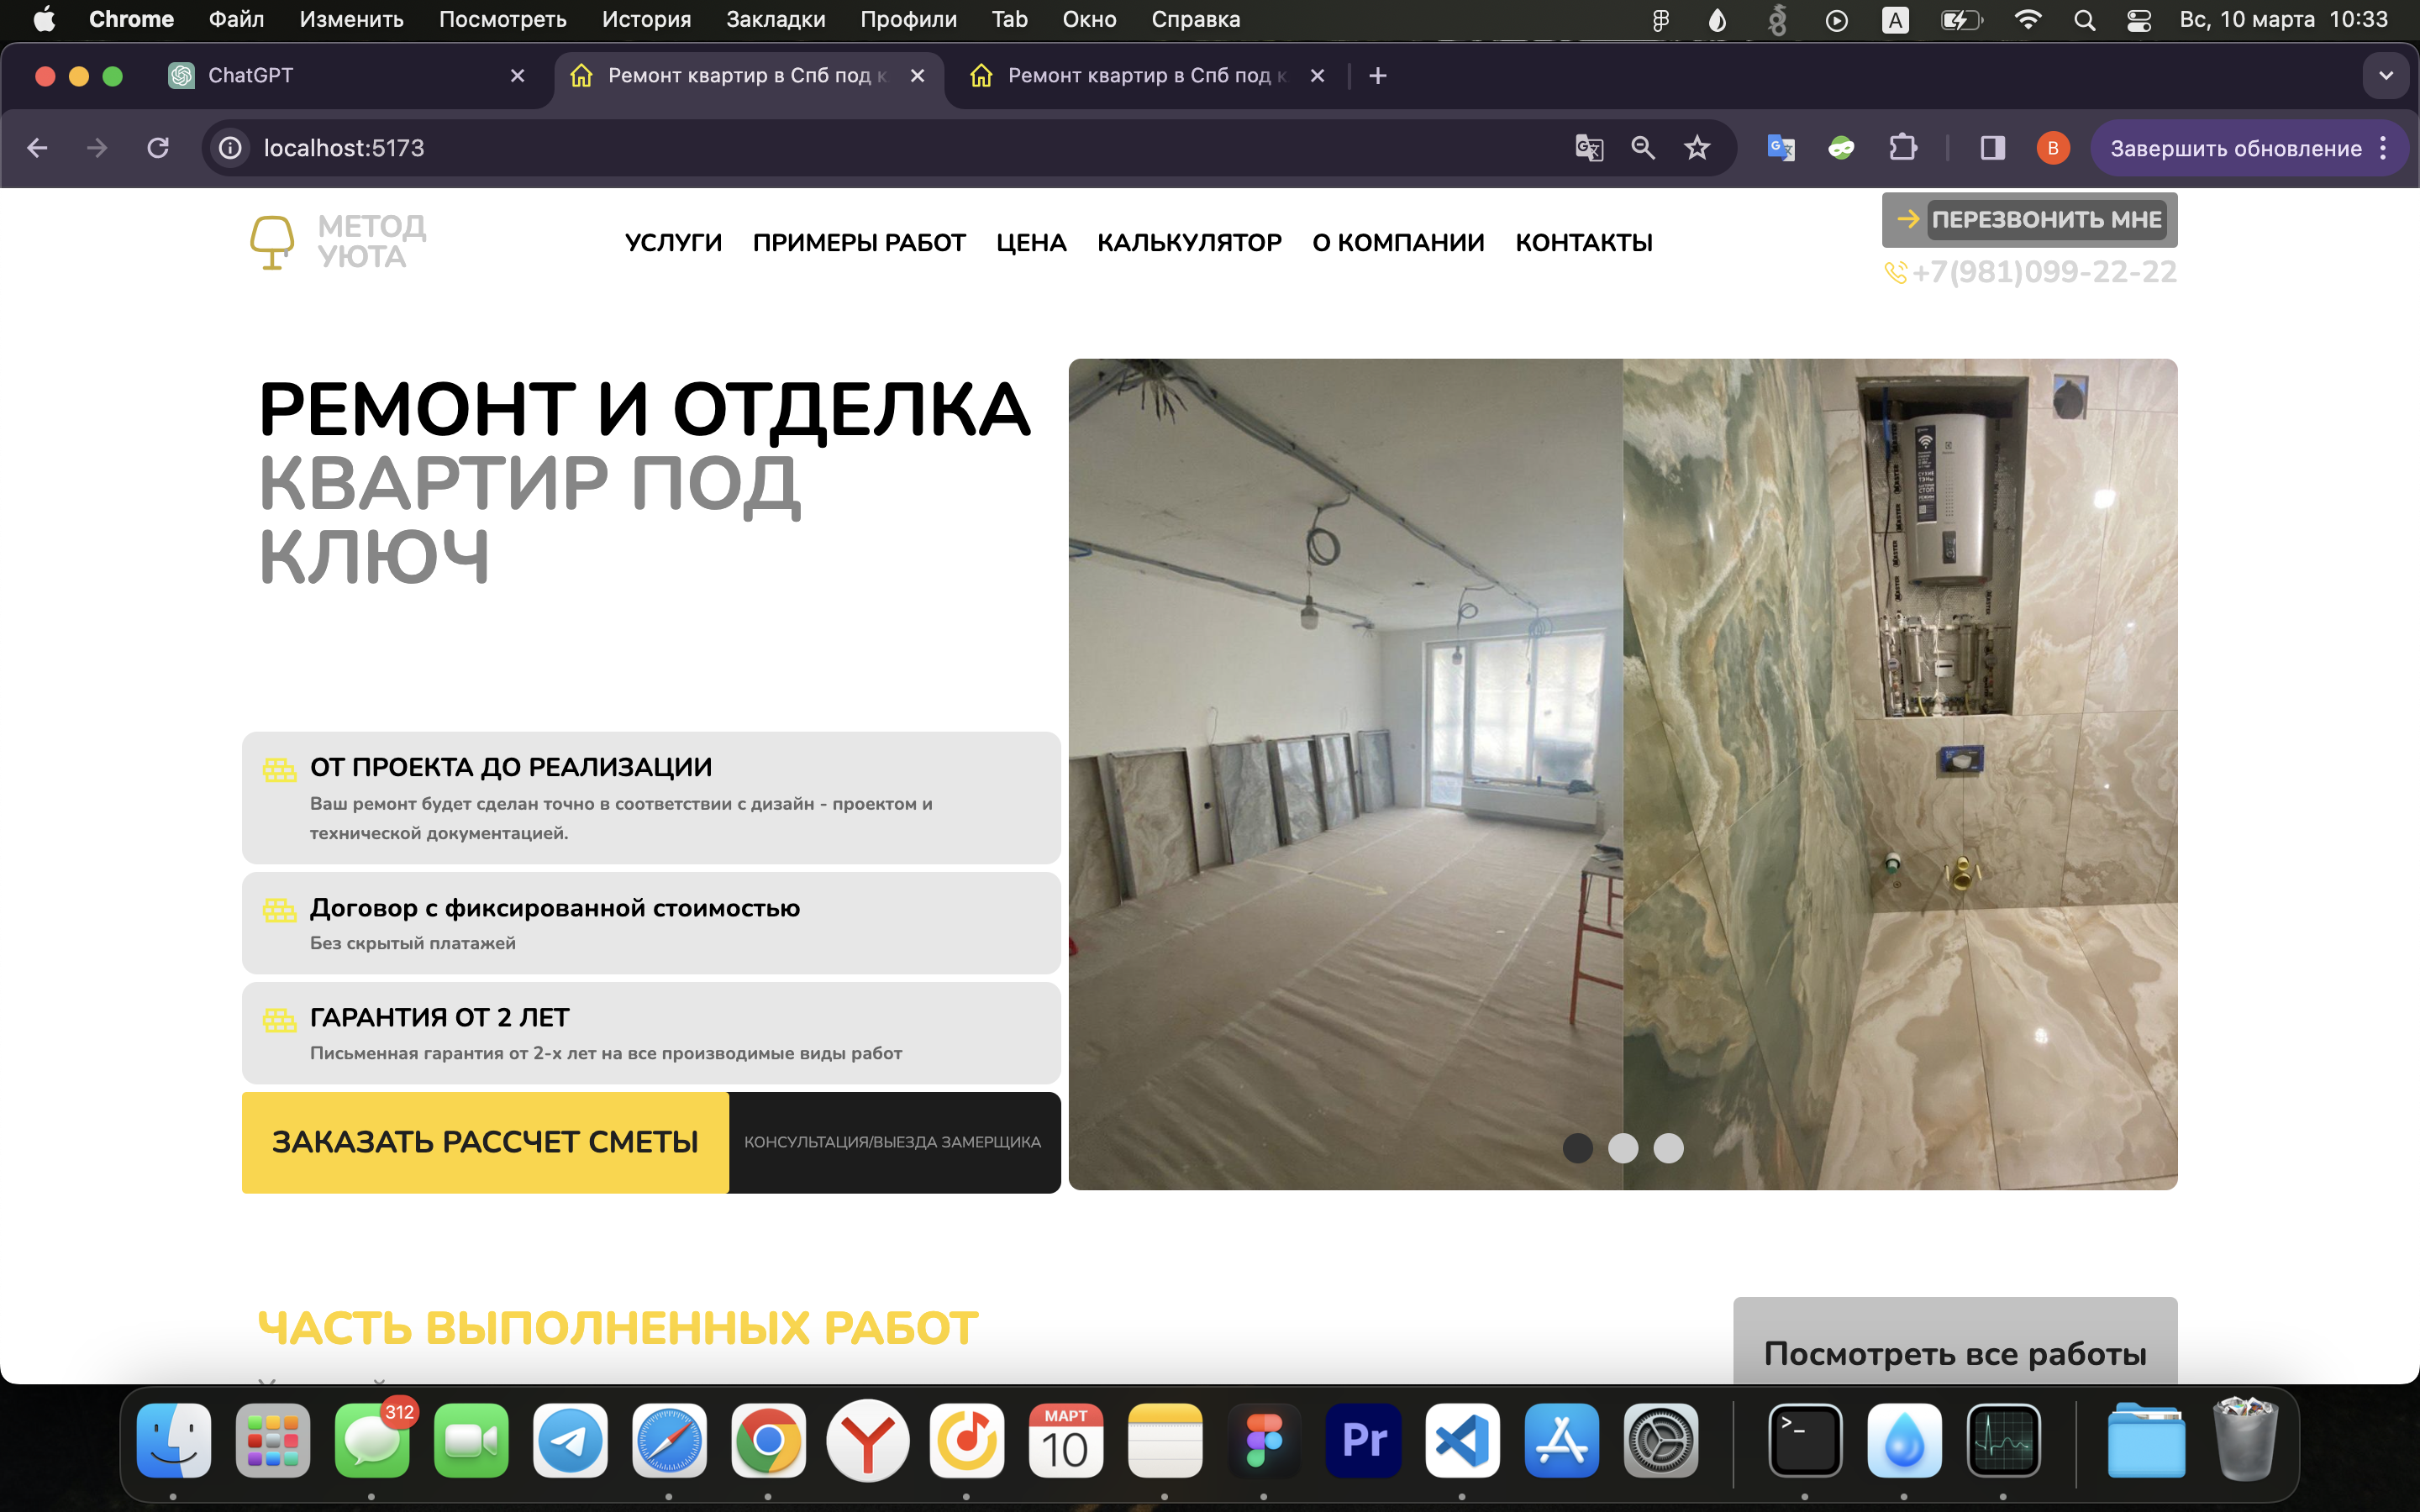 Chrome Файл Изменить Посмотреть История Закладки Профили Tab Окно Справка A Вс, 10 марта 10:33
ChatGPT Ремонт квартир в Спб под к Ремонт квартир в Спб под к
localhost:5173 B Завершить обновление
МЕТОД
УЮТА
УСЛУГИ ПРИМЕРЫ РАБОТ ЦЕНА КАЛЬКУЛЯТОР О КОМПАНИИ КОНТАКТЫ
ПЕРЕЗВОНИТЬ МНЕ
+7(981)099-22-22
РЕМОНТ И ОТДЕЛКА
КВАРТИР ПОД
КЛЮЧ
ОТ ПРОЕКТА ДО РЕАЛИЗАЦИИ
Ваш ремонт будет сделан точно в соответствии с дизайн - проектом и
технической документацией.
Договор с фиксированной стоимостью
Без скрытый платажей
ГАРАНТИЯ ОТ 2 ЛЕТ
Письменная гарантия от 2-х лет на все производимые виды работ
ЗАКАЗАТЬ РАССЧЕТ СМЕТЫ КОНСУЛЬТАЦИЯ/ВЫЕЗДА ЗАМЕРЩИКА
ЧАСТЬ ВЫПОЛНЕННЫХ РАБОТ
Посмотреть все работы
312
МАРТ
10
Pr